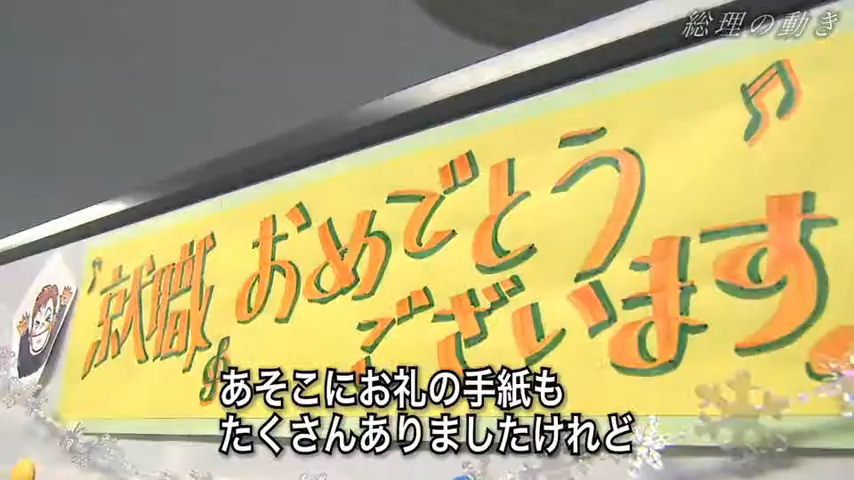 総理の動き
就職 おめでとう
ございます
あそこにお礼の手紙も
たくさんありましたけれど